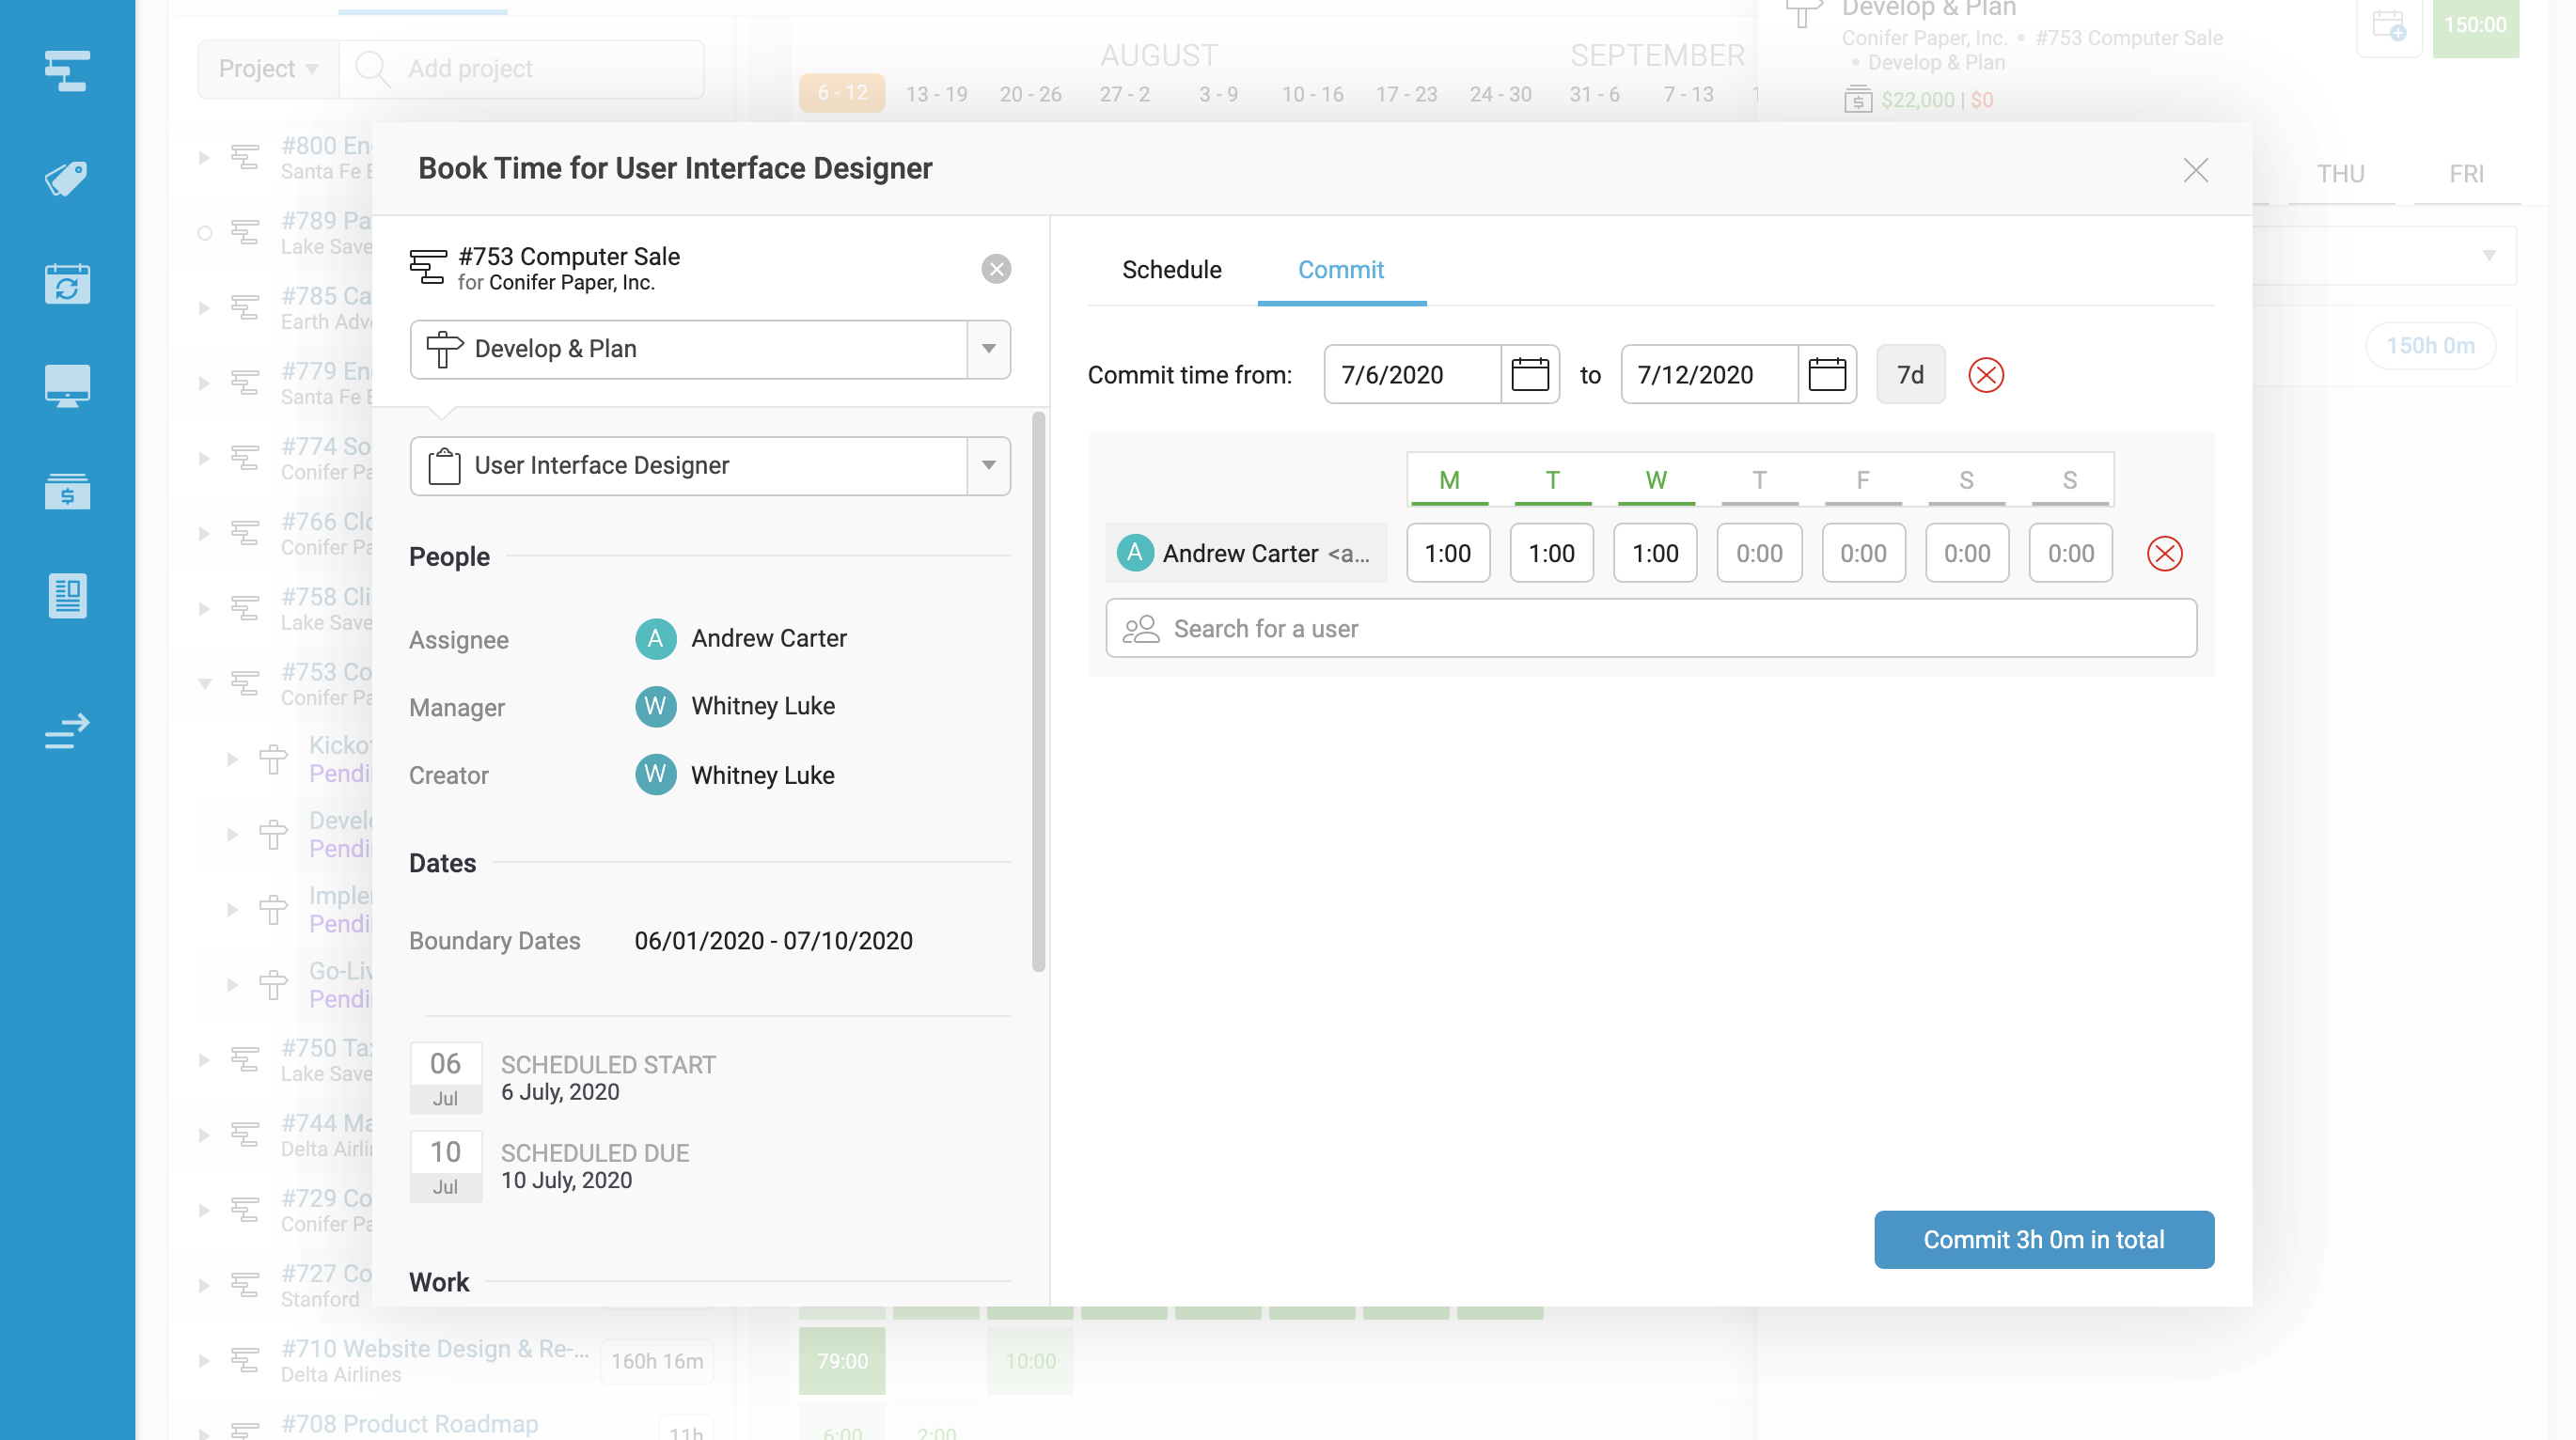 Project
Add project
AUGUST
SEPTEMBER
6 - 12
13 - 19
20 - 26
27 - 2
3 - 9
10 - 16
17 - 23
24 - 30
31 - 6
7 - 13
Develop & Plan
Conifer Paper, Inc. • #753 Computer Sale
• Develop & Plan
$22,000 | $0
150:00
THU
FRI
150h 0m
#800 En
Santa Fe E
#789 Pa
Lake Save
#785 Ca
Earth Adv
#779 En
Santa Fe E
#774 So
Conifer Pa
#766 Clo
Conifer Pa
#758 Cli
Lake Save
#753 Co
Conifer Pa
Kickof
Pendi
Develo
Pendi
Imple
Pendi
Go-Liv
Pendi
#750 Ta
Lake Save
#744 Ma
Delta Airli
#729 Co
Conifer Pa
#727 Co
Stanford
#710 Website Design & Re-...
Delta Airlines
160h 16m
79:00
10:00
#708 Product Roadmap
11h
6:00
2:00
Book Time for User Interface Designer
#753 Computer Sale
for Conifer Paper, Inc.
Develop & Plan
User Interface Designer
People
Assignee
A
Andrew Carter
Manager
W
Whitney Luke
Creator
W
Whitney Luke
Dates
Boundary Dates
06/01/2020 - 07/10/2020
06
Jul
SCHEDULED START
6 July, 2020
10
Jul
SCHEDULED DUE
10 July, 2020
Work
Schedule
Commit
Commit time from:
7/6/2020
to
7/12/2020
7d
M T W T F S S
A
Andrew Carter <a...
1:00 1:00 1:00 0:00 0:00 0:00 0:00
Search for a user
Commit 3h 0m in total